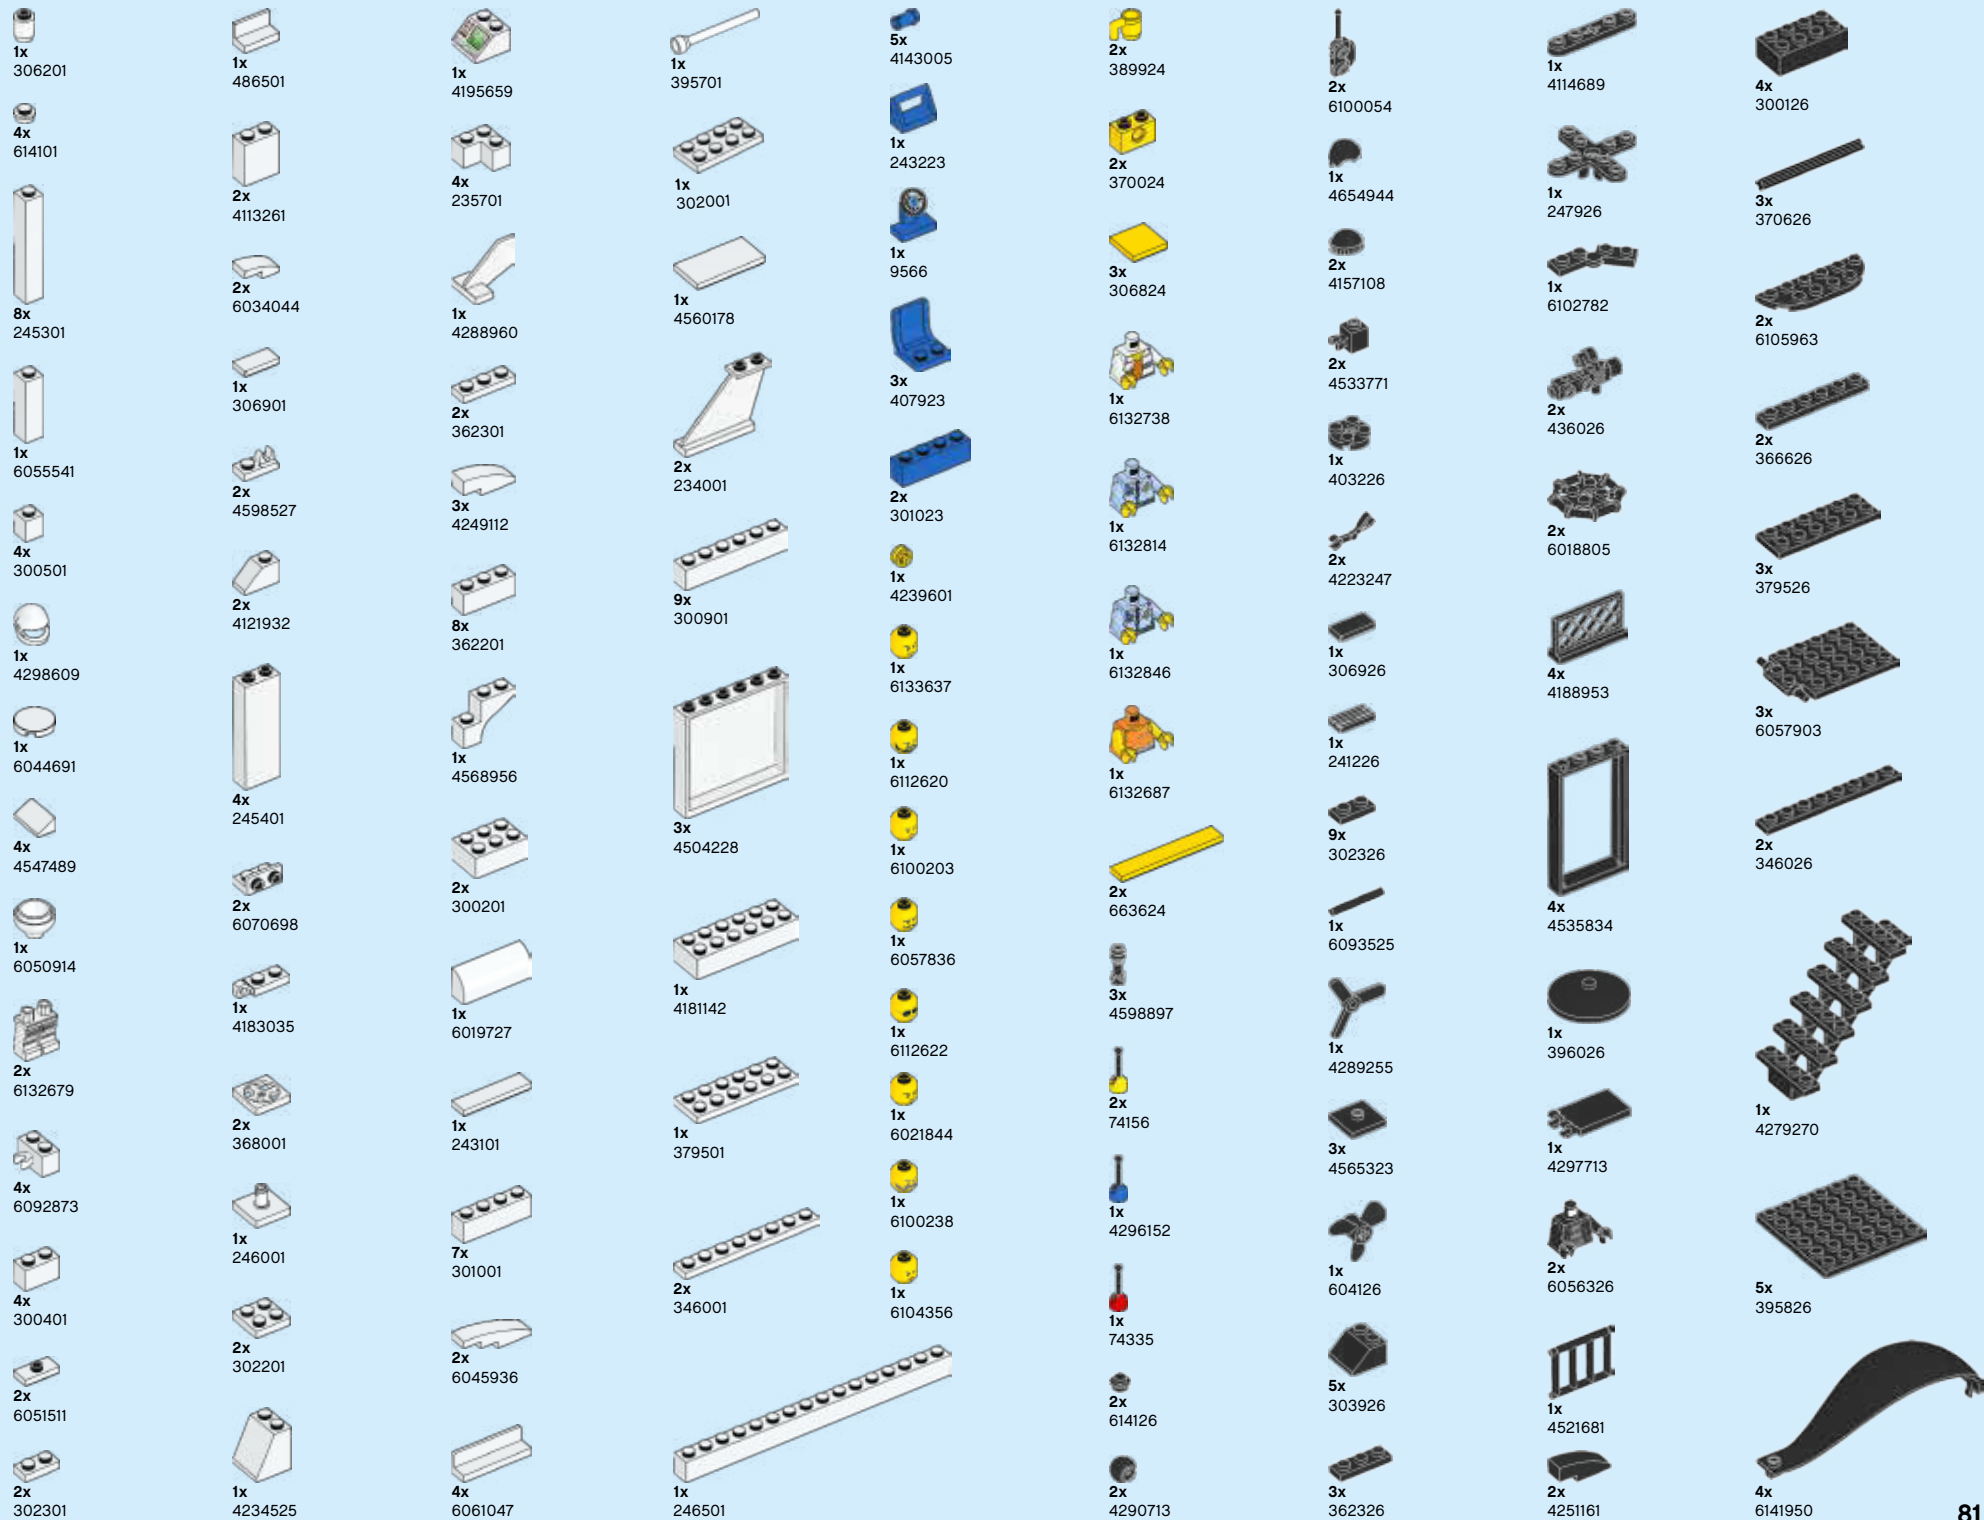 1x
306201
4x
614101
8x
245301
1x
6055541
4x
300501
1x
4298609
1x
6044691
4x
4547489
1x
6050914
2x
6132679
4x
6092873
4x
300401
2x
6051511
2x
302301
1x
486501
2x
4113261
2x
6034044
1x
306901
2x
4598527
2x
4121932
4x
245401
2x
6070698
1x
4183035
2x
368001
1x
246001
2x
302201
1x
4234525
1x
4195659
4x
235701
1x
4288960
2x
362301
3x
4249112
8x
362201
1x
4568956
2x
300201
1x
6019727
1x
243101
7x
301001
2x
6045936
4x
6061047
1x
395701
1x
302001
1x
4560178
2x
234001
9x
300901
3x
4504228
1x
4181142
1x
379501
2x
346001
1x
246501
5x
4143005
1x
243223
1x
9566
3x
407923
2x
301023
1x
4239601
1x
6133637
1x
6112620
1x
6100203
1x
6057836
1x
6112622
1x
6021844
1x
6100238
1x
6104356
2x
389924
2x
370024
3x
306824
1x
6132738
1x
6132814
1x
6132846
1x
6132687
2x
663624
3x
4598897
2x
74156
1x
4296152
1x
74335
2x
614126
2x
4290713
2x
6100054
1x
4654944
2x
4157108
2x
4533771
1x
403226
2x
4223247
1x
306926
1x
241226
9x
302326
1x
6093525
1x
4289255
3x
4565323
1x
604126
5x
303926
3x
362326
1x
4114689
1x
247926
1x
6102782
2x
436026
2x
6018805
4x
4188953
4x
4535834
1x
396026
1x
4297713
2x
6056326
1x
4521681
2x
4251161
4x
300126
3x
370626
2x
6105963
2x
366626
3x
379526
3x
6057903
2x
346026
1x
4279270
5x
395826
4x
6141950
81